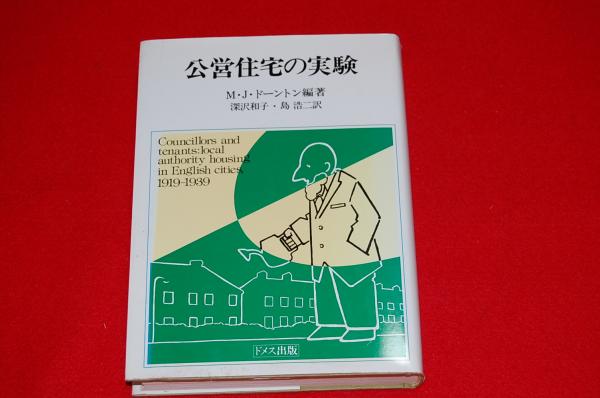 公営住宅の実験
M・J・ドーントン編著
深沢和子・島 浩二訳
Councillors and
tenants:local
authority housing
in English cities,
1919–1939
ドメス出版